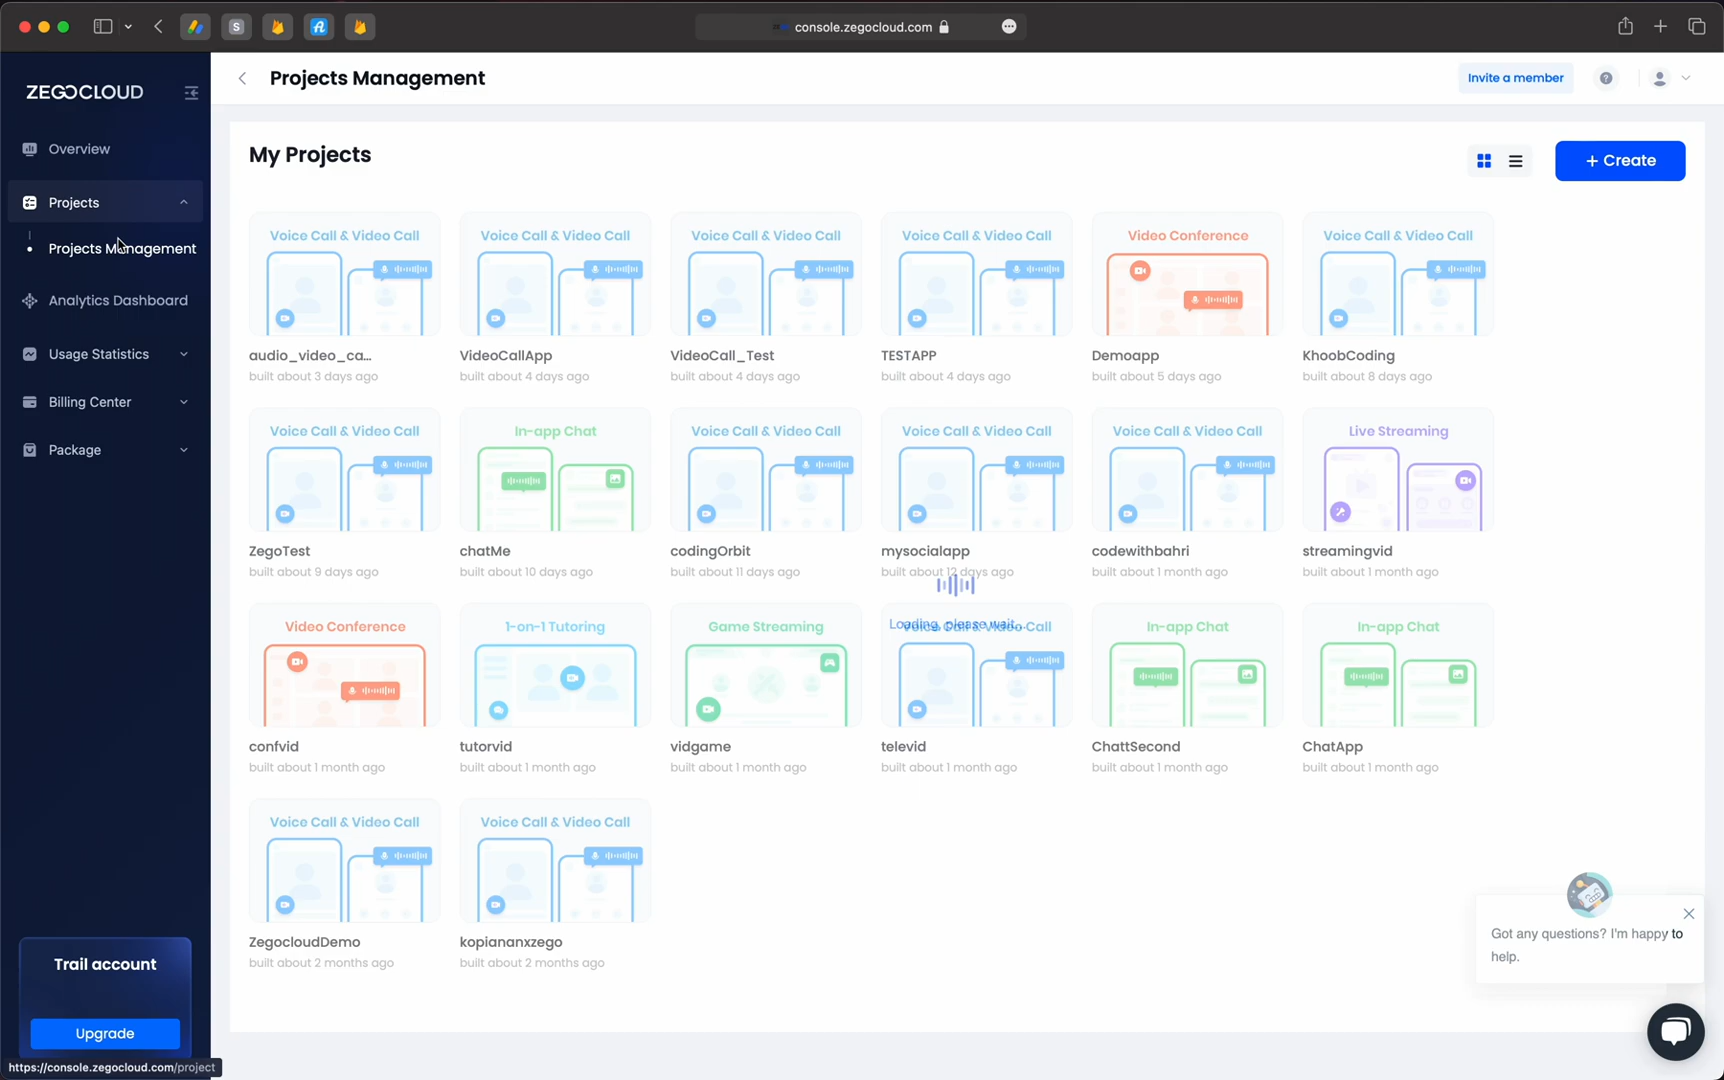 S
console.zegocloud.com
ZEGOCLOUD
Projects Management
Invite a member
Overview
Projects
Projects Management
Analytics Dashboard
Usage Statistics
Billing Center
Package
My Projects
+ Create
Voice Call & Video Call
Voice Call & Video Call
Voice Call & Video Call
Voice Call & Video Call
Video Conference
Voice Call & Video Call
audio_video_ca...
VideoCallApp
VideoCall_Test
TESTAPP
Demoapp
KhoobCoding
built about 3 days ago
built about 4 days ago
built about 4 days ago
built about 4 days ago
built about 5 days ago
built about 8 days ago
Voice Call & Video Call
In-app Chat
Voice Call & Video Call
Voice Call & Video Call
Voice Call & Video Call
Live Streaming
ZegoTest
chatMe
codingOrbit
mysocialapp
codewithbahri
streamingvid
built about 9 days ago
built about 10 days ago
built about 11 days ago
built about 12 days ago
built about 1 month ago
built about 1 month ago
Loading, please wait...
Video Conference
1-on-1 Tutoring
Game Streaming
Voice Call & Video Call
In-app Chat
In-app Chat
confvid
tutorvid
vidgame
televid
ChattSecond
ChatApp
built about 1 month ago
built about 1 month ago
built about 1 month ago
built about 1 month ago
built about 1 month ago
built about 1 month ago
Voice Call & Video Call
Voice Call & Video Call
ZegocloudDemo
kopiananxzego
built about 2 months ago
built about 2 months ago
Trail account
Upgrade
Got any questions? I'm happy to
help.
https://console.zegocloud.com/project